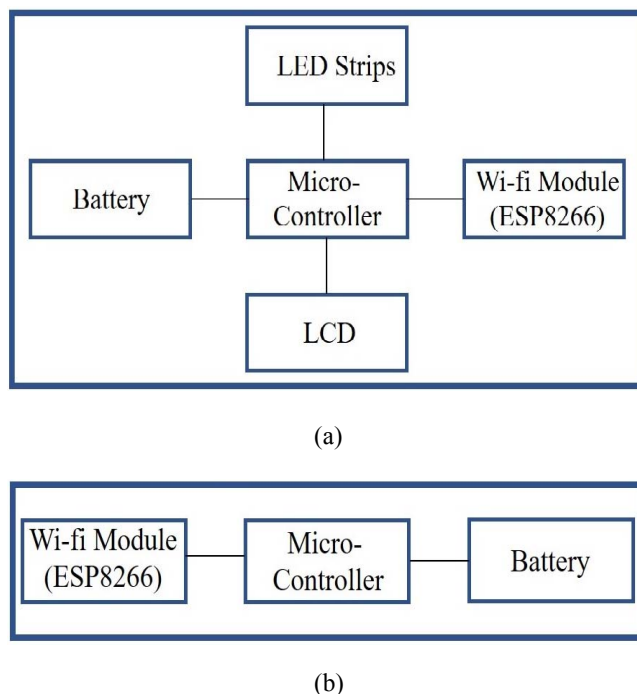 LED Strips
Battery
Micro-
Controller
Wi-fi Module
(ESP8266)
LCD
(a)
Wi-fi Module
(ESP8266)
Micro-
Controller
Battery
(b)